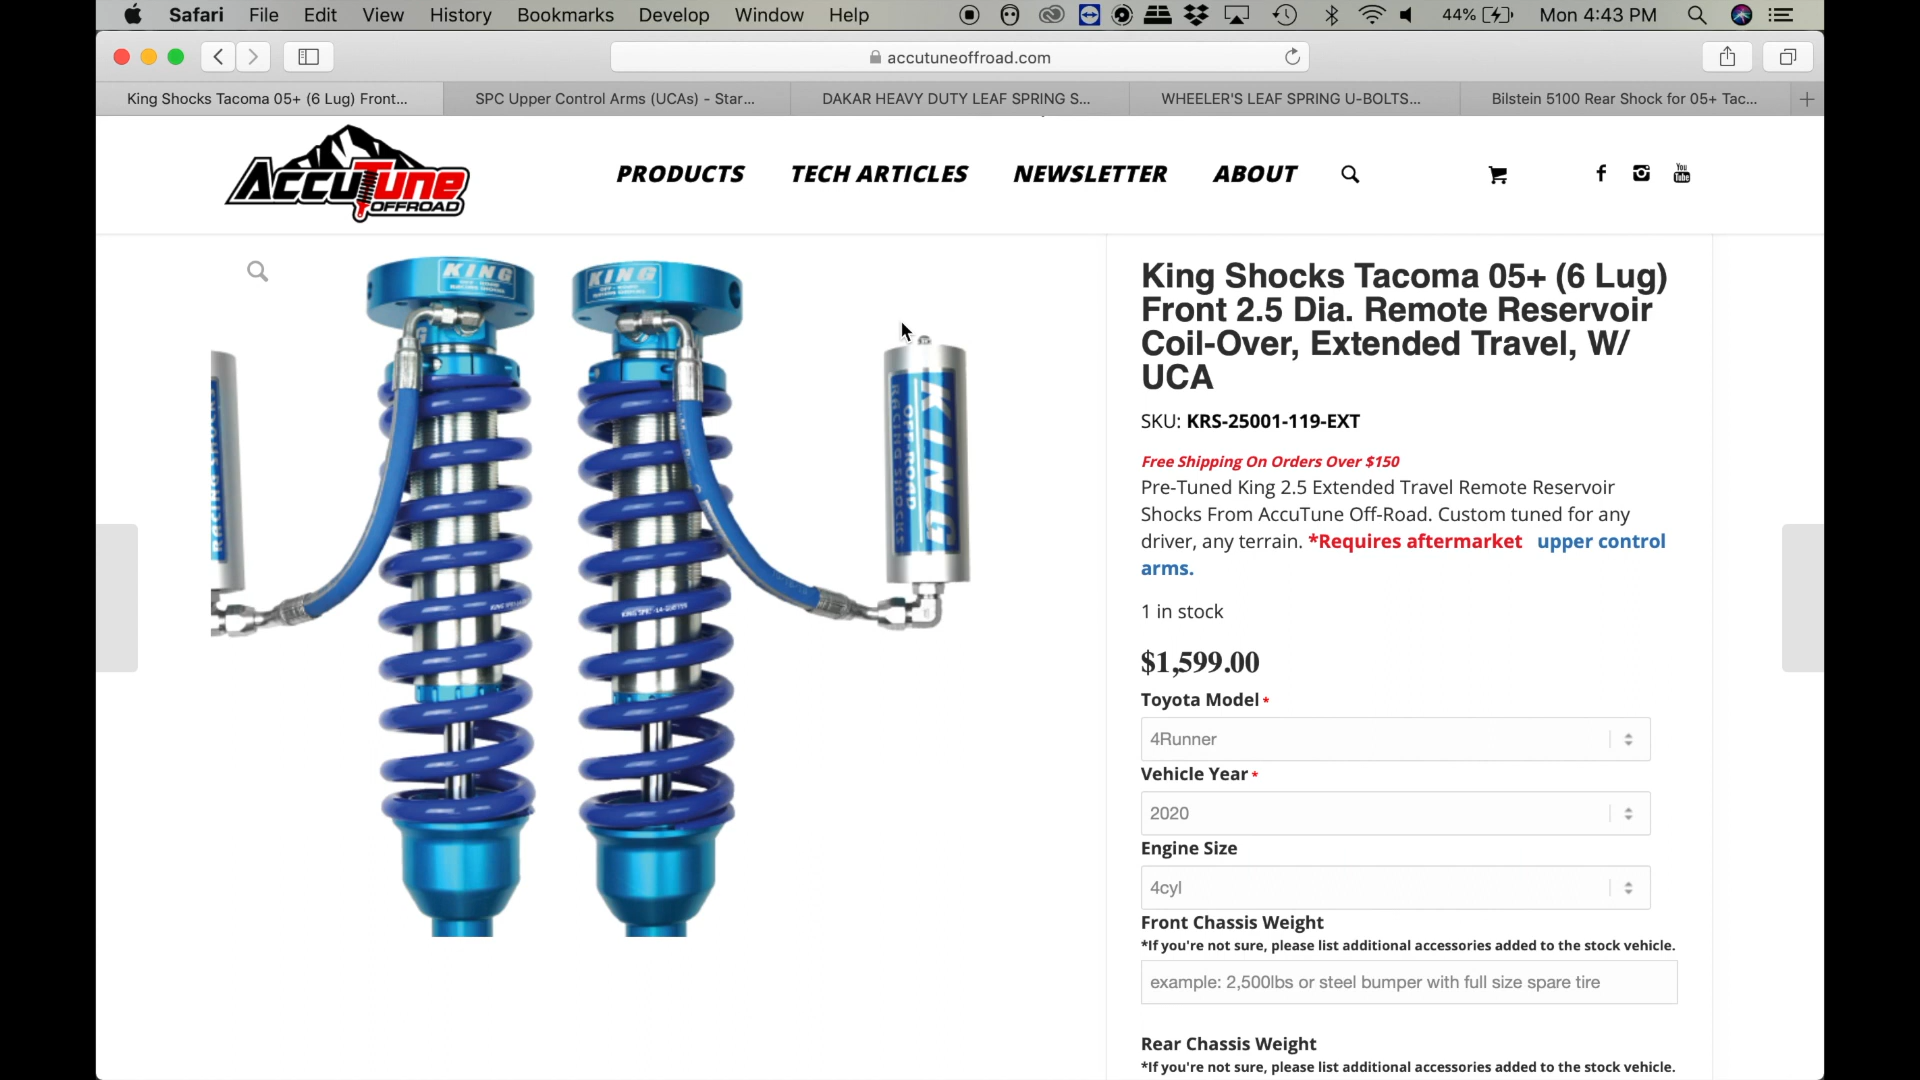 Safari File Edit View History Bookmarks Develop Window Help 44% Mon 4:43 PM
accutuneoffroad.com
King Shocks Tacoma 05+ (6 Lug) Front... SPC Upper Control Arms (UCAs) - Star... DAKAR HEAVY DUTY LEAF SPRING S... WHEELER'S LEAF SPRING U-BOLTS... Bilstein 5100 Rear Shock for 05+ Tac...
ACCUTUNE
OFFROAD
PRODUCTS TECH ARTICLES NEWSLETTER ABOUT
You
Tube
KING
KING
RACING SHOCKS
KING
OFF-ROAD
RACING SHOCKS
King Shocks Tacoma 05+ (6 Lug)
Front 2.5 Dia. Remote Reservoir
Coil-Over, Extended Travel, W/
UCA
SKU: KRS-25001-119-EXT
Free Shipping On Orders Over $150
Pre-Tuned King 2.5 Extended Travel Remote Reservoir
Shocks From AccuTune Off-Road. Custom tuned for any
driver, any terrain. *Requires aftermarket upper control
arms.
1 in stock
$1,599.00
Toyota Model *
4Runner
Vehicle Year *
2020
Engine Size
4cyl
Front Chassis Weight
*If you're not sure, please list additional accessories added to the stock vehicle.
example: 2,500lbs or steel bumper with full size spare tire
Rear Chassis Weight
*If you're not sure, please list additional accessories added to the stock vehicle.